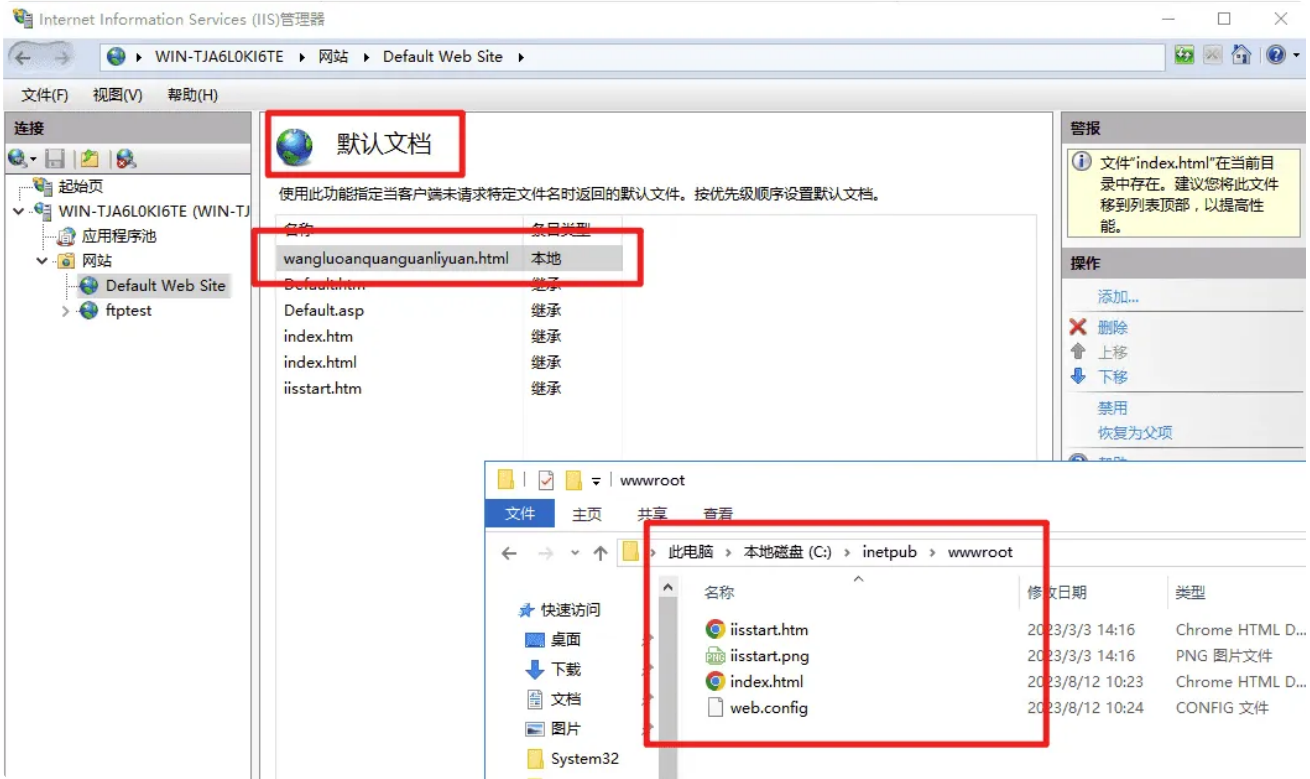 Internet Information Services (IIS)管理器
WIN-TJA6L0KI6TE 网站 Default Web Site
文件(F) 视图(V) 帮助(H)
连接
起始页
WIN-TJA6L0KI6TE (WIN-TJ
应用程序池
网站
Default Web Site
ftptest
默认文档
使用此功能指定当客户端未请求特定文件名时返回的默认文件。按优先级顺序设置默认文档。
名称 条目类型
wangluoanquanguanliyuan.html 本地
Default.htm 继承
Default.asp 继承
index.htm 继承
index.html 继承
iisstart.htm 继承
警报
文件“index.html”在当前目
录中存在。建议您将此文件
移到列表顶部，以提高性
能。
操作
添加...
删除
上移
下移
禁用
恢复为父项
帮助
wwwroot
文件 主页 共享 查看
此电脑 本地磁盘 (C:) inetpub wwwroot
快速访问
桌面
下载
文档
图片
System32
名称 修改日期 类型
iisstart.htm 2023/3/3 14:16 Chrome HTML D...
iisstart.png 2023/3/3 14:16 PNG 图片文件
index.html 2023/8/12 10:23 Chrome HTML D...
web.config 2023/8/12 10:24 CONFIG 文件